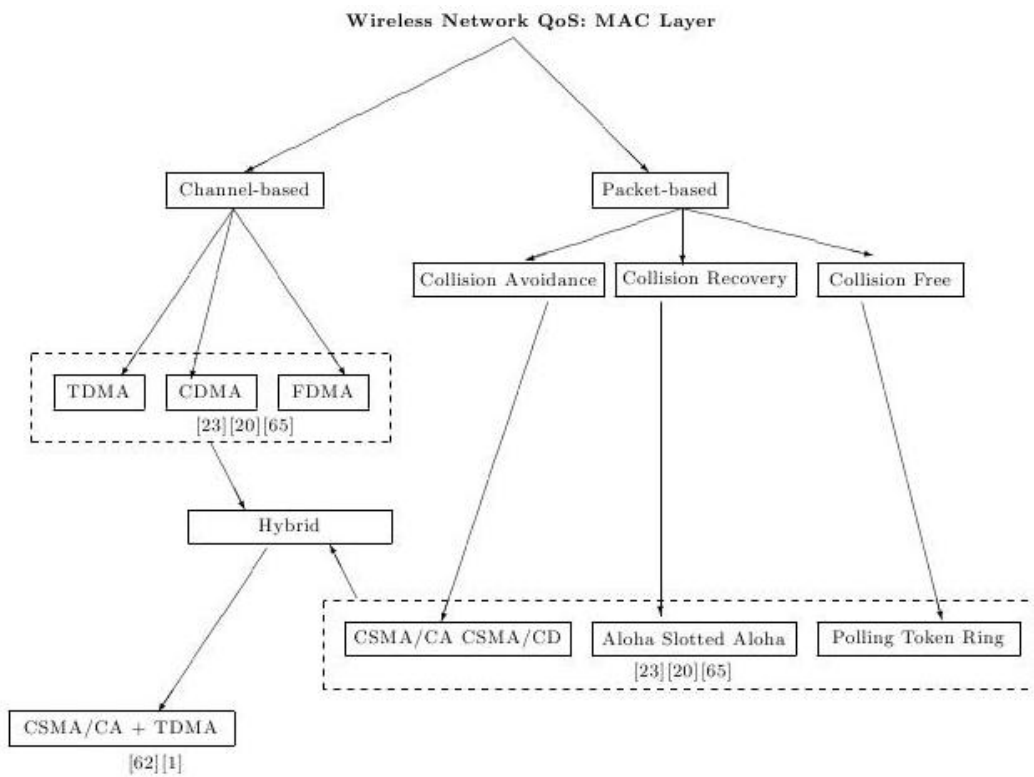 Wireless Network QoS: MAC Layer
Channel-based
Packet-based
Collision Avoidance
Collision Recovery
Collision Free
TDMA
CDMA
FDMA
[23][20][65]
Hybrid
CSMA/CA CSMA/CD
Aloha Slotted Aloha
Polling Token Ring
[23][20][65]
CSMA/CA + TDMA
[62][1]